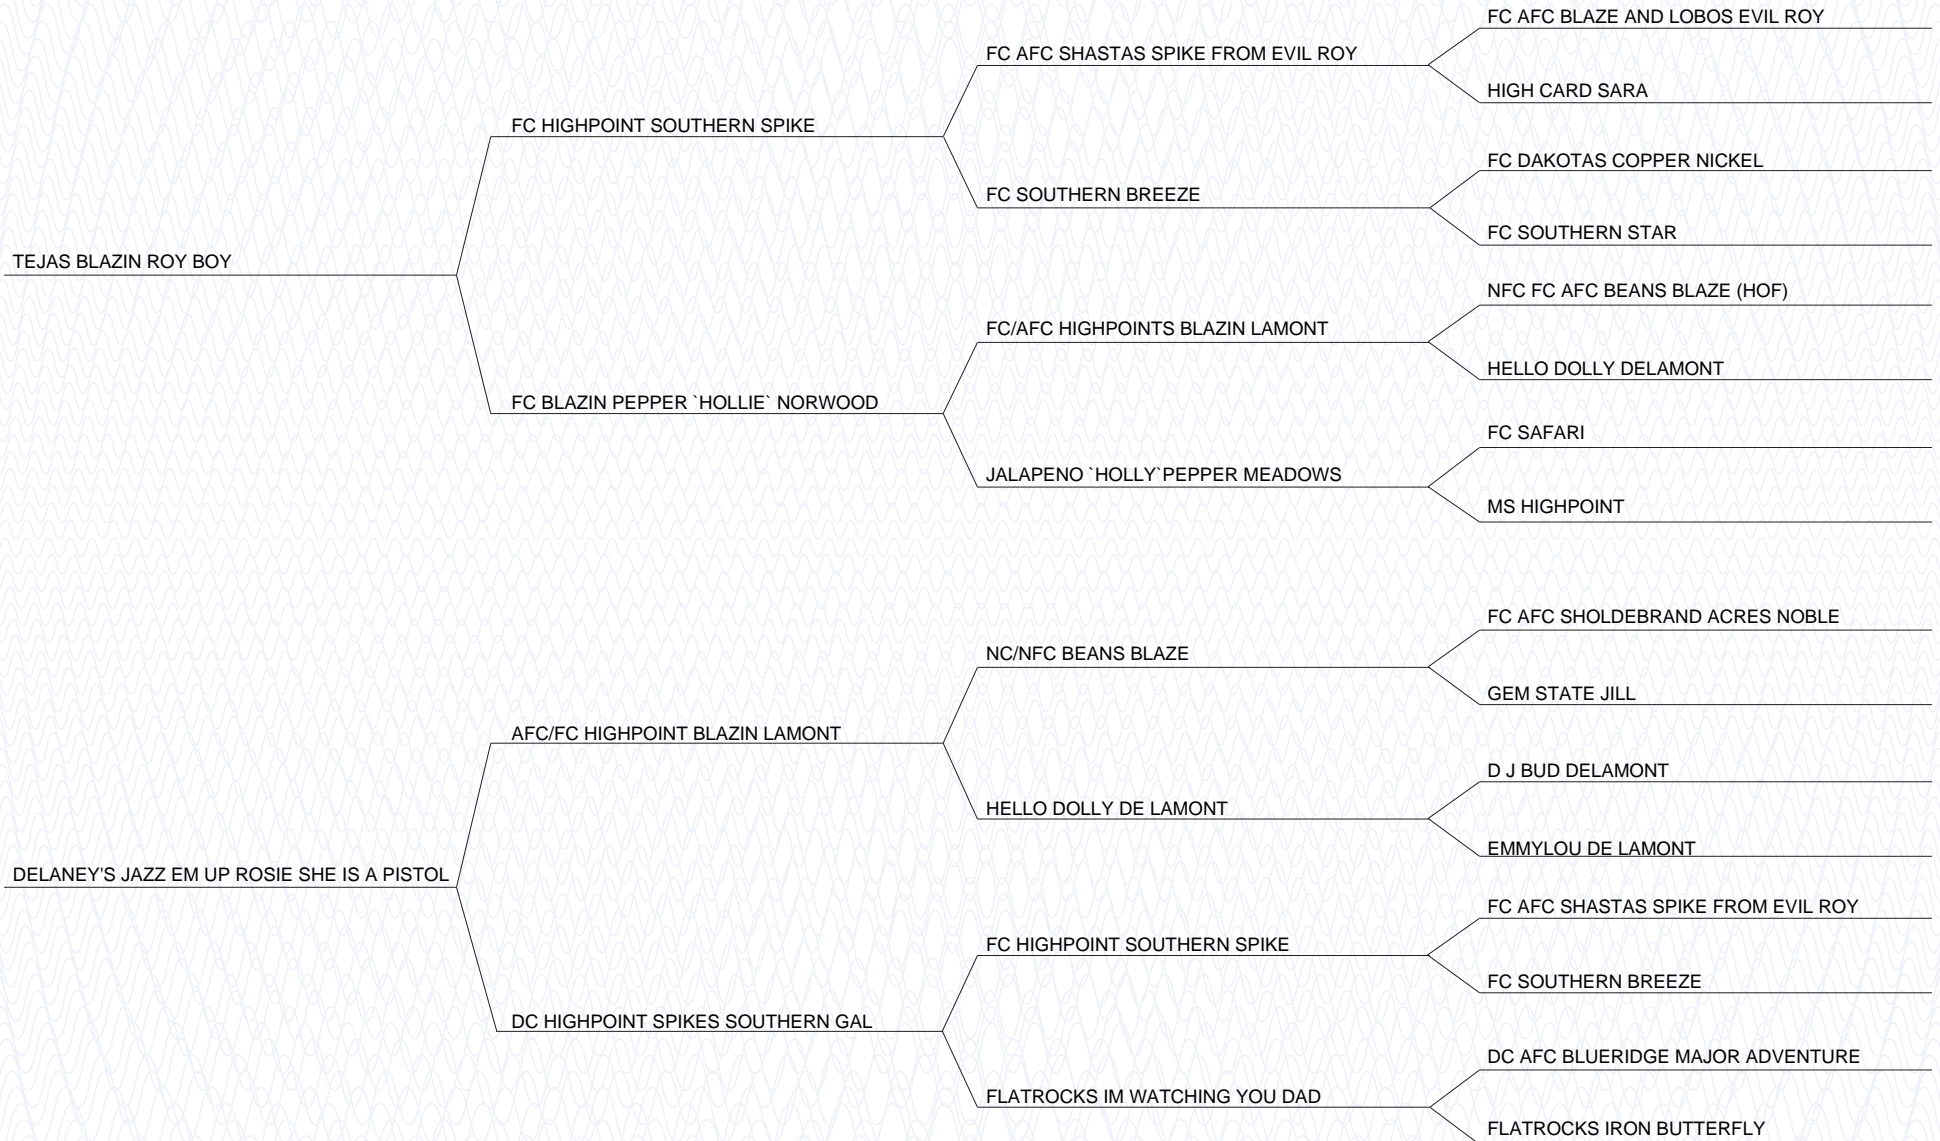 FC AFC BLAZE AND LOBOS EVIL ROY
FC AFC SHASTAS SPIKE FROM EVIL ROY
HIGH CARD SARA
FC HIGHPOINT SOUTHERN SPIKE
FC DAKOTAS COPPER NICKEL
FC SOUTHERN BREEZE
FC SOUTHERN STAR
TEJAS BLAZIN ROY BOY
NFC FC AFC BEANS BLAZE (HOF)
FC/AFC HIGHPOINTS BLAZIN LAMONT
HELLO DOLLY DELAMONT
FC BLAZIN PEPPER `HOLLIE` NORWOOD
FC SAFARI
JALAPENO `HOLLY`PEPPER MEADOWS
MS HIGHPOINT
FC AFC SHOLDEBRAND ACRES NOBLE
NC/NFC BEANS BLAZE
GEM STATE JILL
AFC/FC HIGHPOINT BLAZIN LAMONT
D J BUD DELAMONT
HELLO DOLLY DE LAMONT
EMMYLOU DE LAMONT
DELANEY'S JAZZ EM UP ROSIE SHE IS A PISTOL
FC AFC SHASTAS SPIKE FROM EVIL ROY
FC HIGHPOINT SOUTHERN SPIKE
FC SOUTHERN BREEZE
DC HIGHPOINT SPIKES SOUTHERN GAL
DC AFC BLUERIDGE MAJOR ADVENTURE
FLATROCKS IM WATCHING YOU DAD
FLATROCKS IRON BUTTERFLY